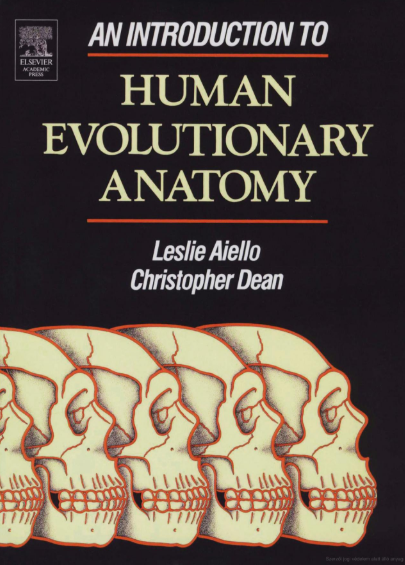 ELSEVIER
ACADEMIC
PRESS
AN INTRODUCTION TO
HUMAN
EVOLUTIONARY
ANATOMY
Leslie Aiello
Christopher Dean